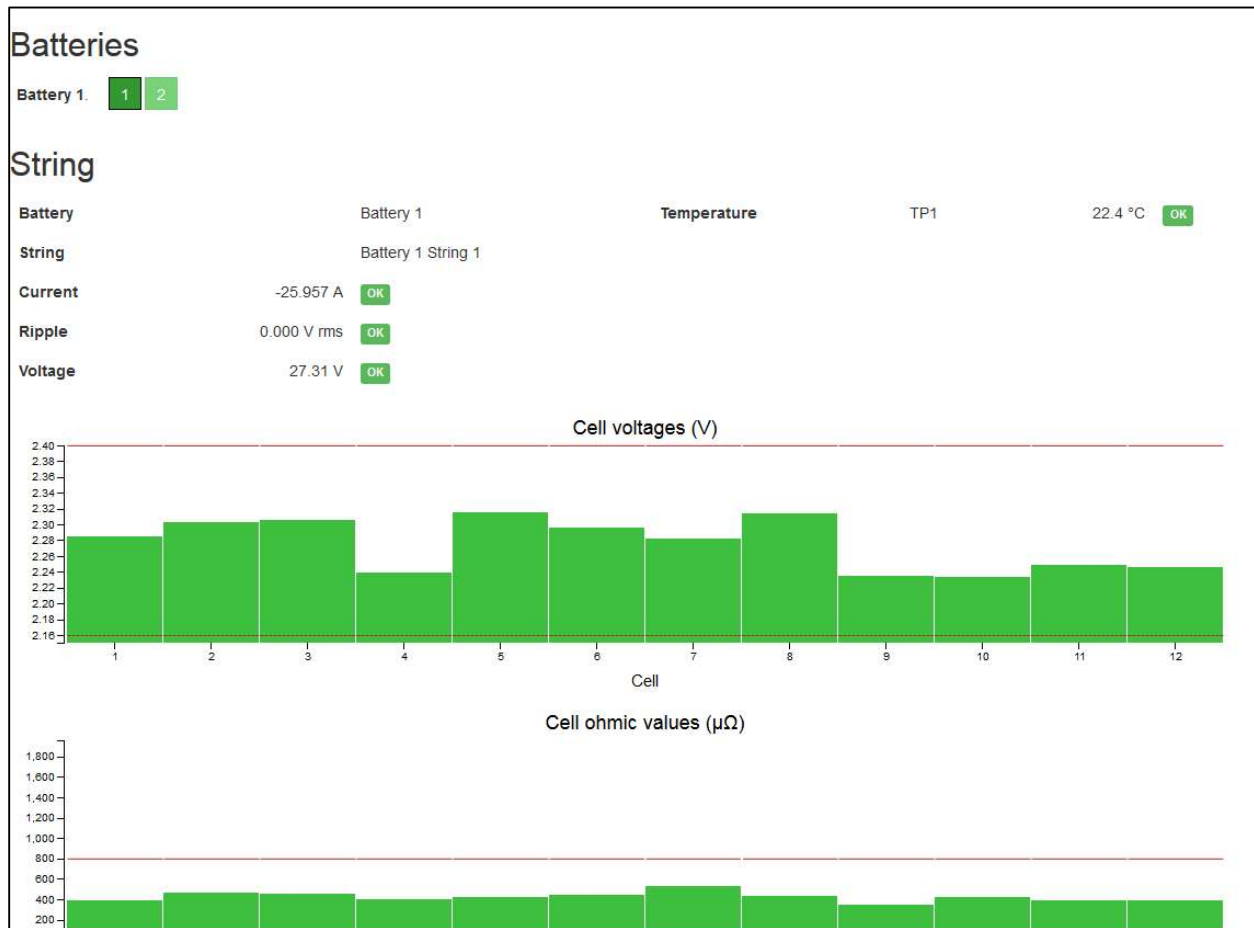 Batteries
Battery 1. 1 2
String
Battery Battery 1 Temperature TP1 22.4 °C OK
String Battery 1 String 1
Current -25.957 A OK
Ripple 0.000 V rms OK
Voltage 27.31 V OK
Cell voltages (V)
2.40
2.38
2.36
2.34
2.32
2.30
2.28
2.26
2.24
2.22
2.20
2.18
2.16
1 2 3 4 5 6 7 8 9 10 11 12
Cell
Cell ohmic values (µΩ)
1,800
1,600
1,400
1,200
1,000
800
600
400
200